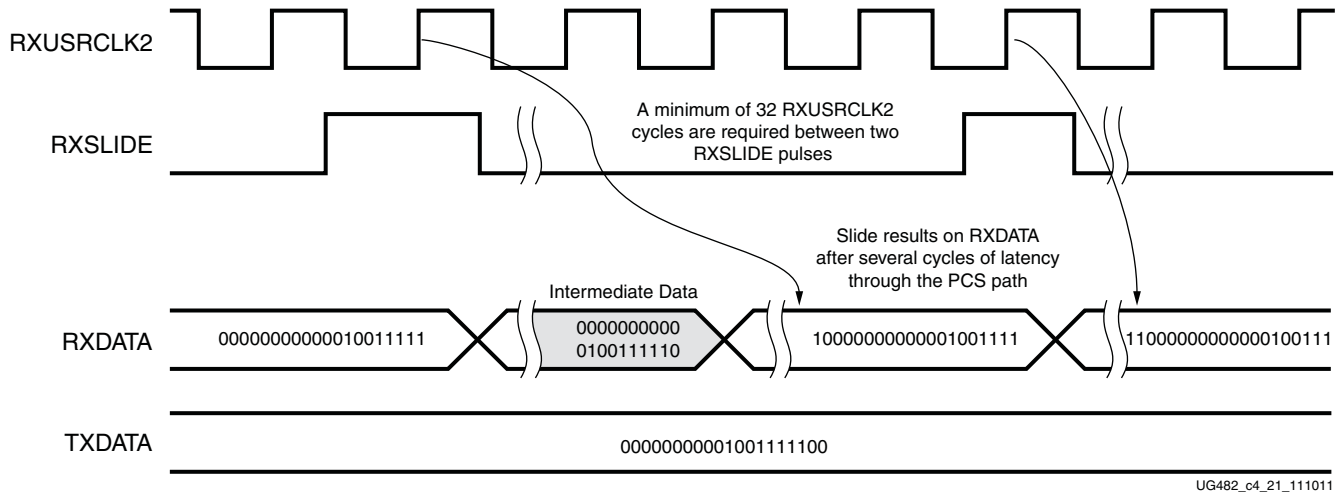 RXUSRCLK2
A minimum of 32 RXUSRCLK2
cycles are required between two
RXSLIDE pulses
RXSLIDE
Slide results on RXDATA
after several cycles of latency
through the PCS path
Intermediate Data
RXDATA
00000000000010011111
0000000000
0100111110
10000000000001001111
11000000000000100111
TXDATA
00000000001001111100
UG482_c4_21_111011